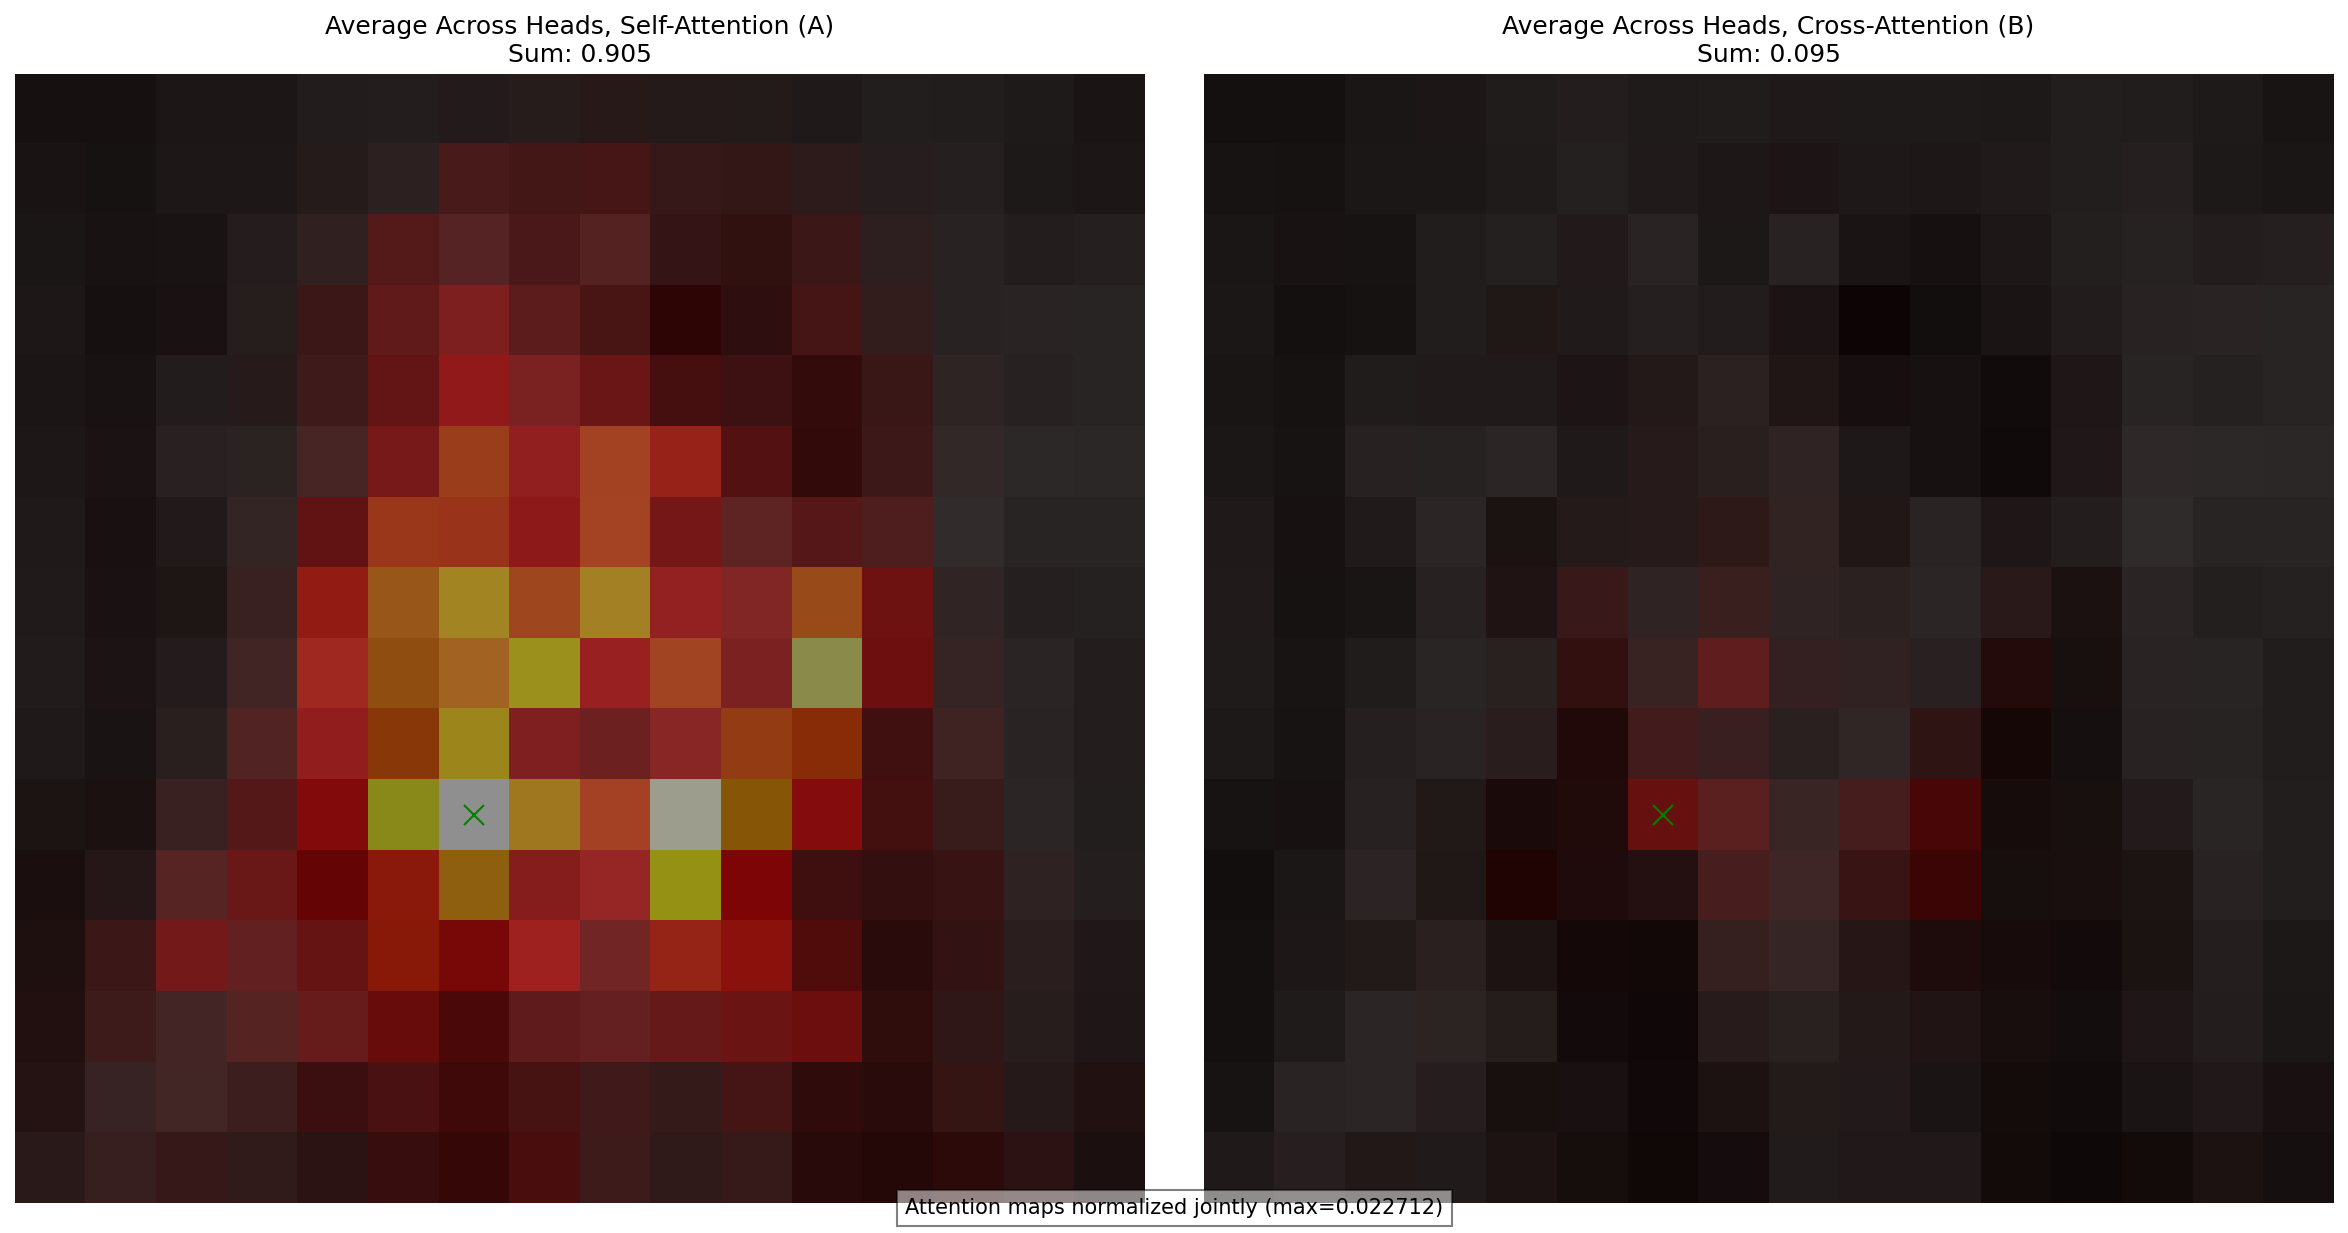 Average Across Heads, Self-Attention (A)
Sum: 0.905
Average Across Heads, Cross-Attention (B)
Sum: 0.095
Attention maps normalized jointly (max=0.022712)